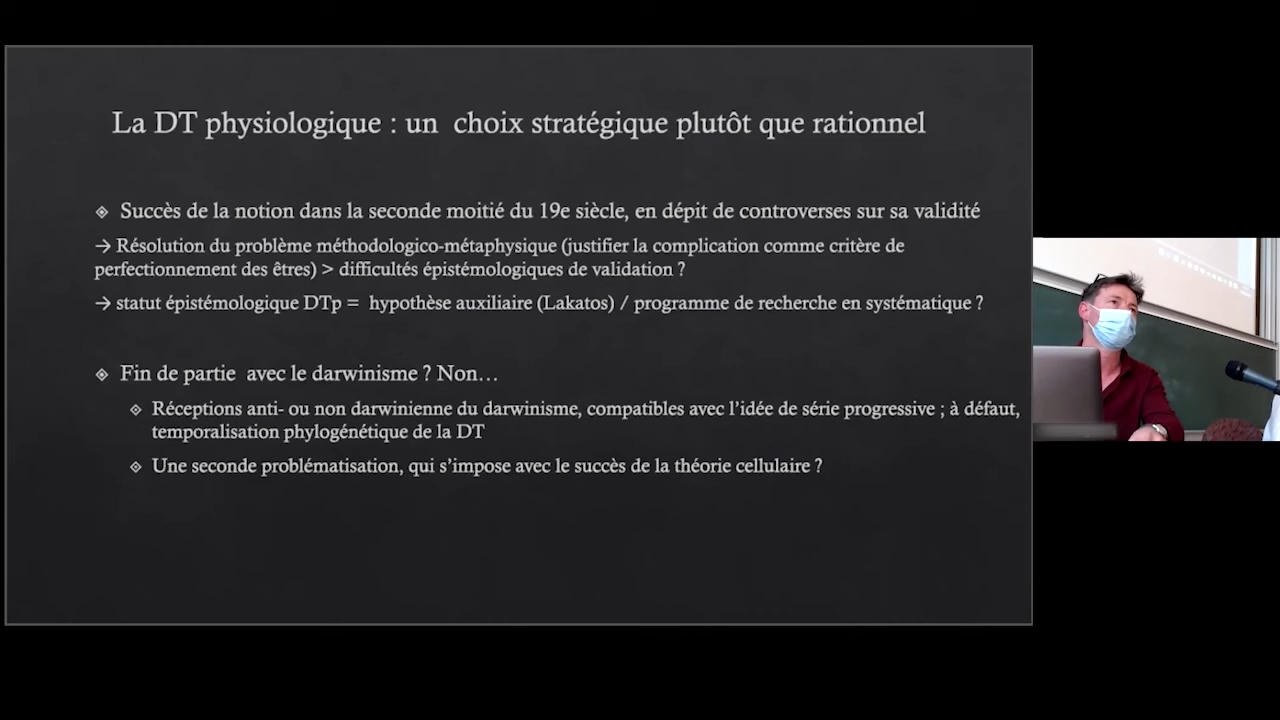 La DT physiologique : un  choix stratégique plutôt que rationnel
Succès de la notion dans la seconde moitié du 19e siècle, en dépit de controverses sur sa validité
→ Résolution du problème méthodologico-métaphysique (justifier la complication comme critère de
perfectionnement des êtres) > difficultés épistémologiques de validation ?
→ statut épistémologique DTp =  hypothèse auxiliaire (Lakatos) / programme de recherche en systématique ?
Fin de partie  avec le darwinisme ? Non…
Réceptions anti- ou non darwinienne du darwinisme, compatibles avec l’idée de série progressive ; à défaut,
temporalisation phylogénétique de la DT
Une seconde problématisation, qui s’impose avec le succès de la théorie cellulaire ?